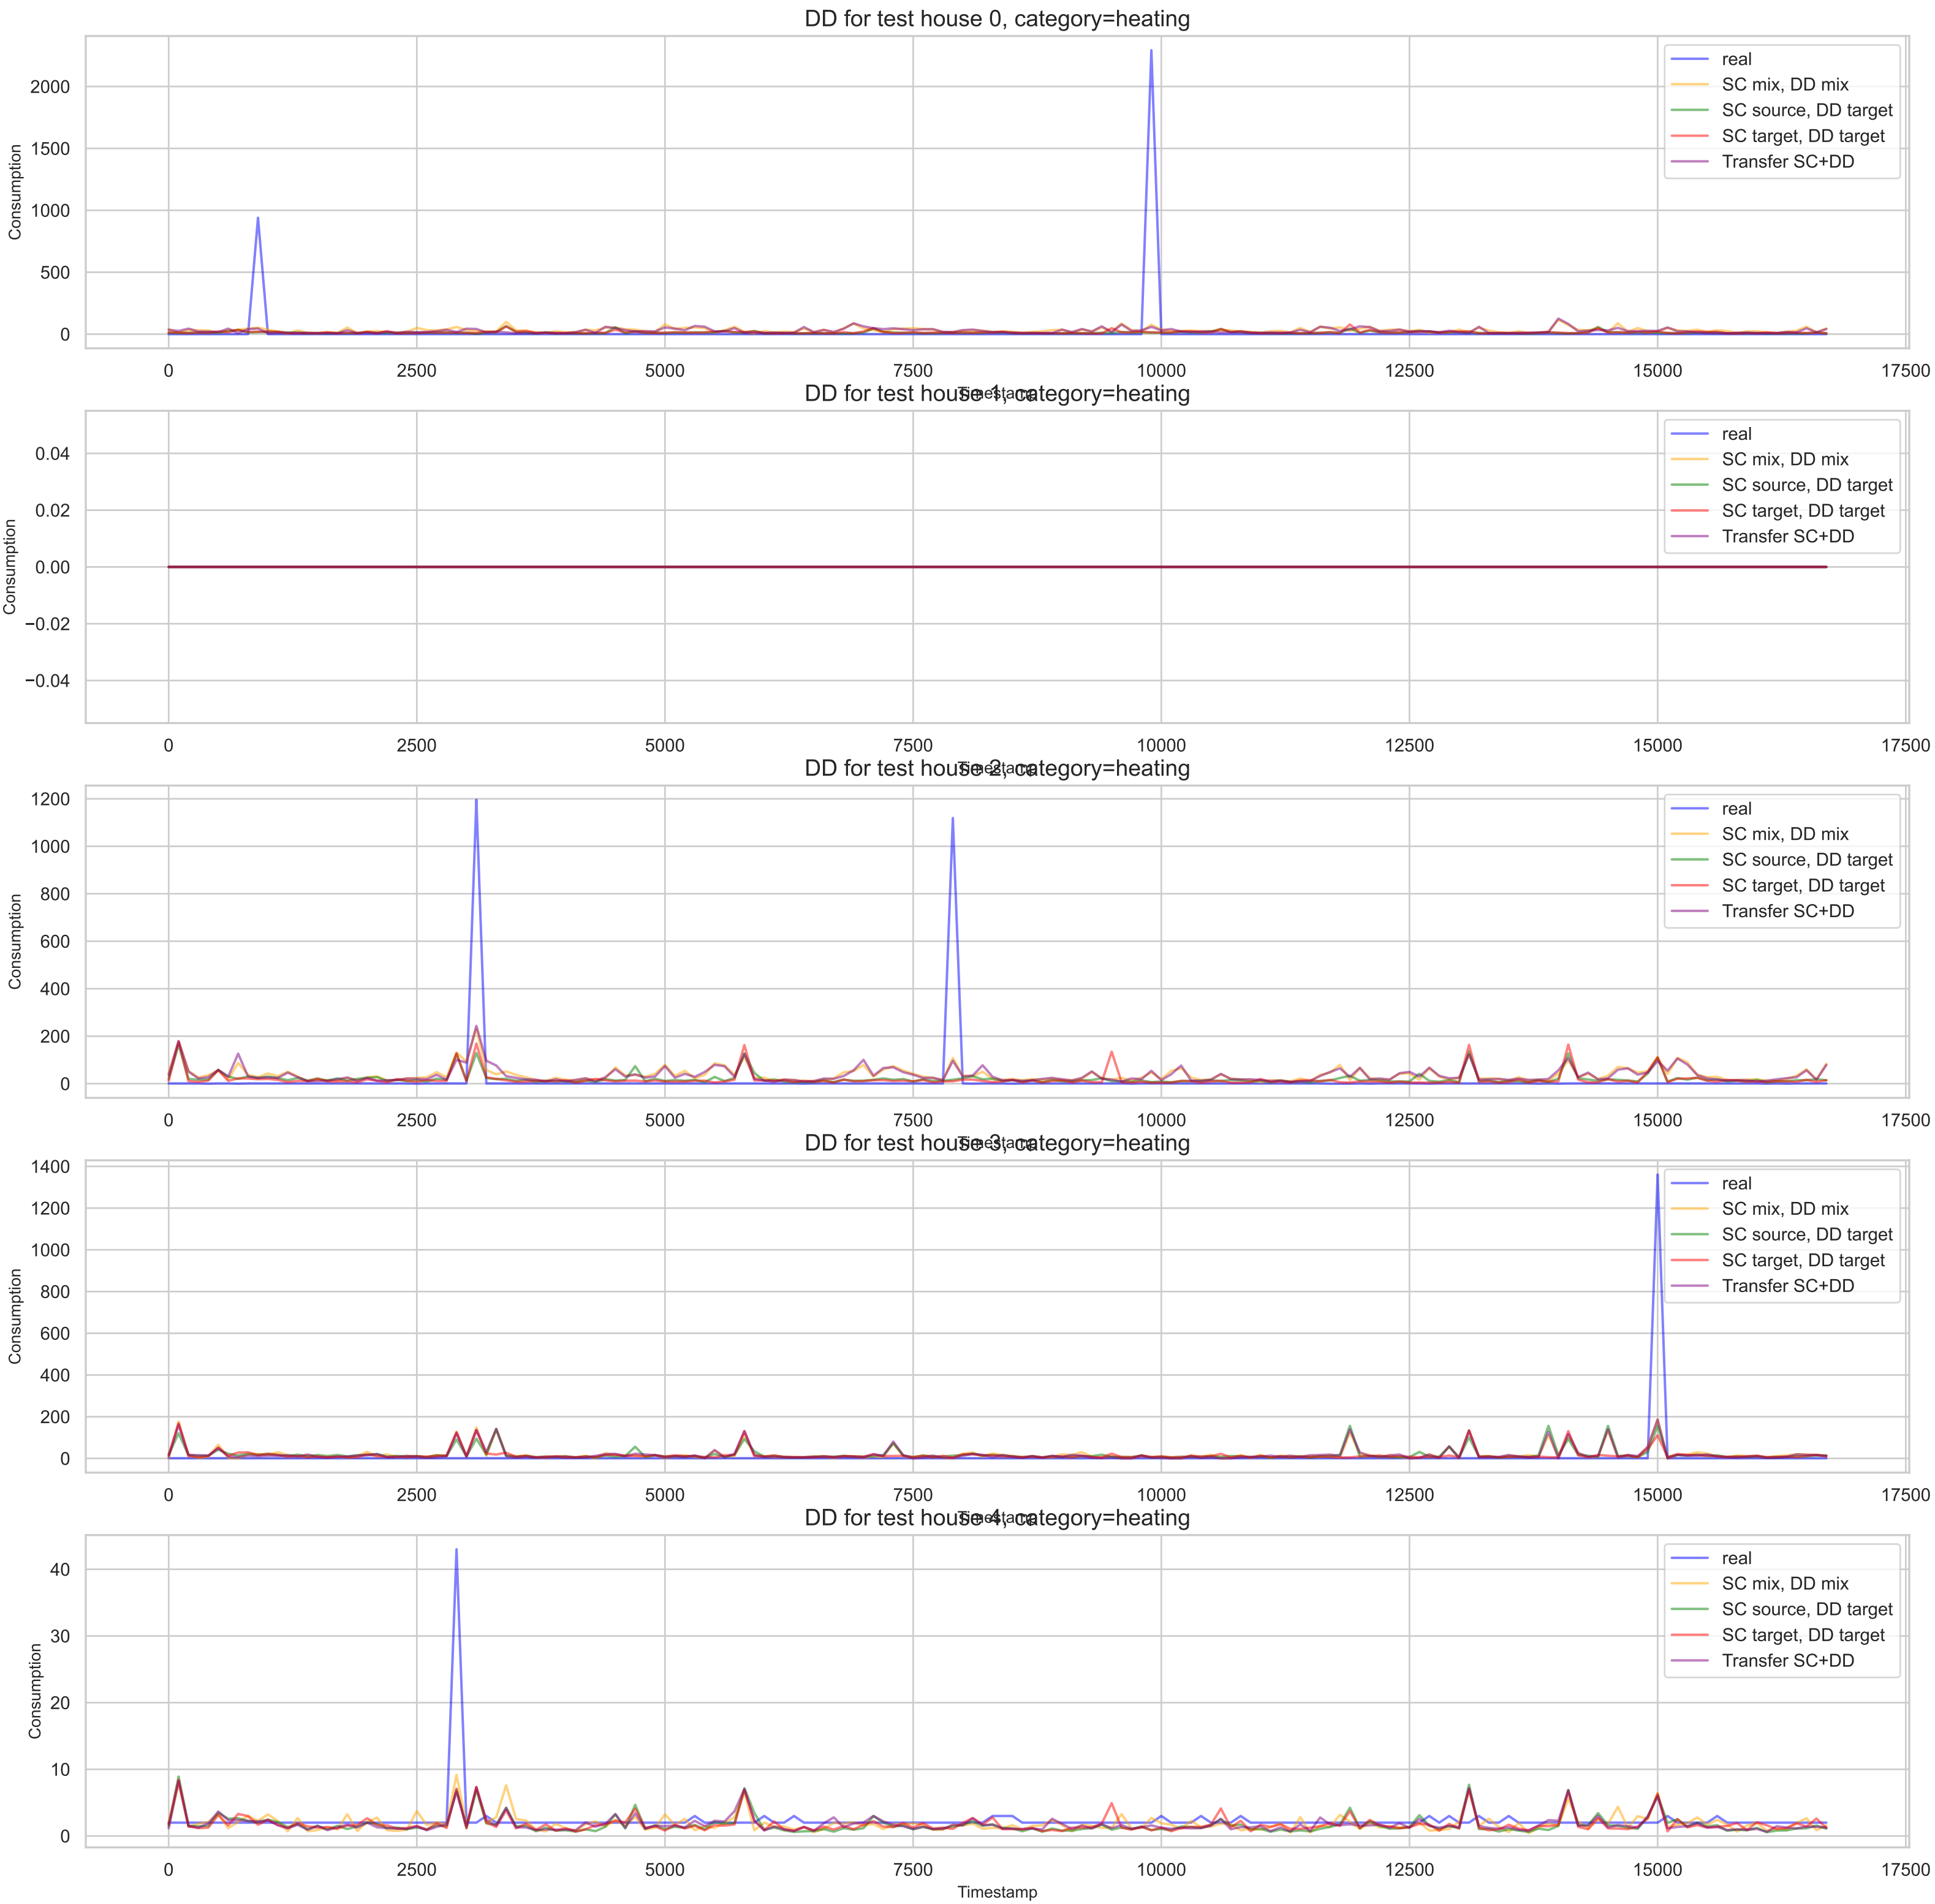 DD for test house 0, category=heating
Consumption
2000
1500
1000
500
0
real
SC mix, DD mix
SC source, DD target
SC target, DD target
Transfer SC+DD
0 2500 5000 7500 10000 12500 15000 17500
Timestamp
DD for test house 1, category=heating
Consumption
0.04
0.02
0.00
−0.02
−0.04
real
SC mix, DD mix
SC source, DD target
SC target, DD target
Transfer SC+DD
0 2500 5000 7500 10000 12500 15000 17500
Timestamp
DD for test house 2, category=heating
Consumption
1200
1000
800
600
400
200
0
real
SC mix, DD mix
SC source, DD target
SC target, DD target
Transfer SC+DD
0 2500 5000 7500 10000 12500 15000 17500
Timestamp
DD for test house 3, category=heating
Consumption
1400
1200
1000
800
600
400
200
0
real
SC mix, DD mix
SC source, DD target
SC target, DD target
Transfer SC+DD
0 2500 5000 7500 10000 12500 15000 17500
Timestamp
DD for test house 4, category=heating
Consumption
40
30
20
10
0
real
SC mix, DD mix
SC source, DD target
SC target, DD target
Transfer SC+DD
0 2500 5000 7500 10000 12500 15000 17500
Timestamp